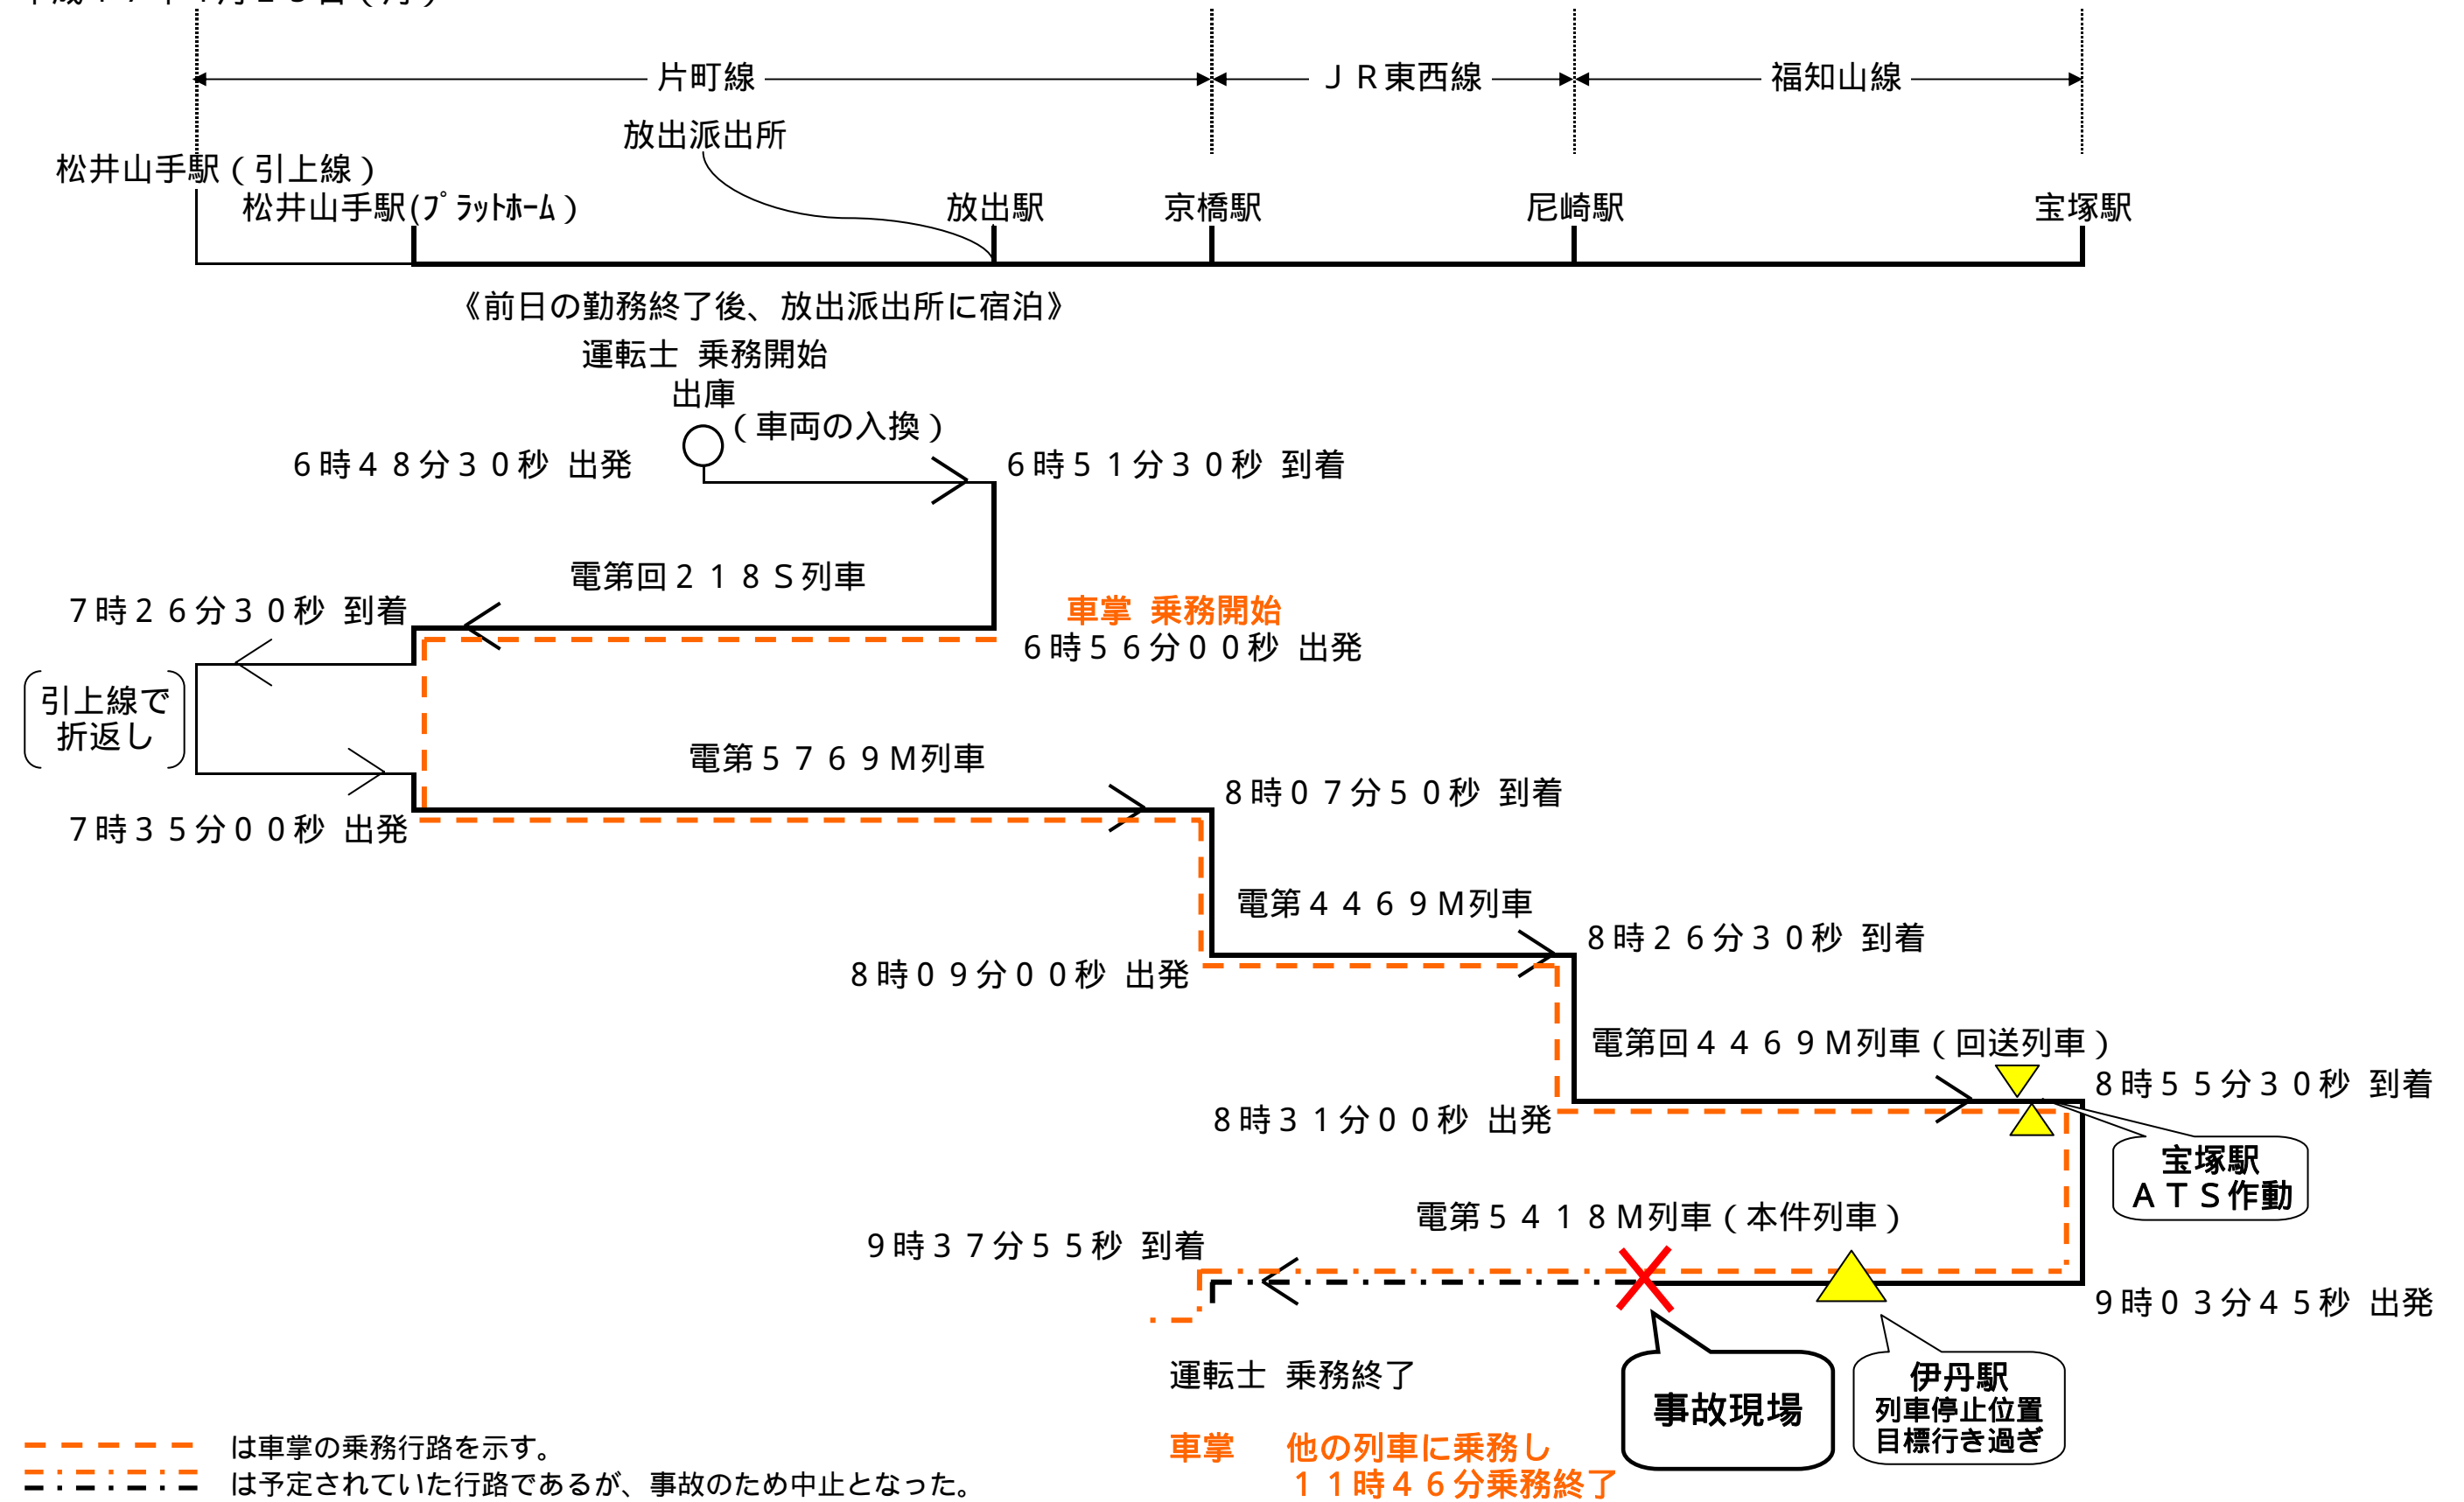 片町線
ＪＲ東西線
福知山線
放出派出所
松井山手駅（引上線）
松井山手駅(ﾌﾟﾗｯﾄﾎｰﾑ）
放出駅
京橋駅
尼崎駅
宝塚駅
《前日の勤務終了後、放出派出所に宿泊》
運転士 乗務開始
出庫
（車両の入換）
６時４８分３０秒 出発
６時５１分３０秒 到着
電第回２１８Ｓ列車
７時２６分３０秒 到着
車掌 乗務開始
６時５６分００秒 出発
引上線で
折返し
電第５７６９Ｍ列車
８時０７分５０秒 到着
７時３５分００秒 出発
電第４４６９Ｍ列車
８時２６分３０秒 到着
８時０９分００秒 出発
電第回４４６９Ｍ列車（回送列車）
８時５５分３０秒 到着
８時３１分００秒 出発
宝塚駅
ＡＴＳ作動
電第５４１８Ｍ列車（本件列車）
９時３７分５５秒 到着
９時０３分４５秒 出発
運転士 乗務終了
事故現場
伊丹駅
列車停止位置
目標行き過ぎ
車掌 他の列車に乗務し
１１時４６分乗務終了
は車掌の乗務行路を示す。
は予定されていた行路であるが、事故のため中止となった。